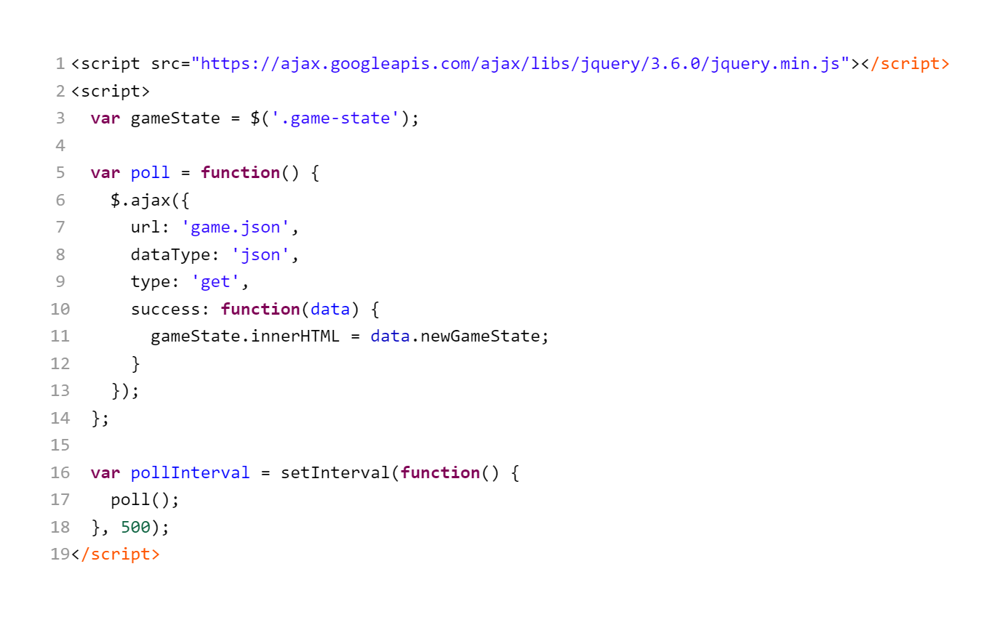 1 <script src="https://ajax.googleapis.com/ajax/libs/jquery/3.6.0/jquery.min.js"></script>
2 <script>
3   var gameState = $('.game-state');
4
5   var poll = function() {
6     $.ajax({
7       url: 'game.json',
8       dataType: 'json',
9       type: 'get',
10       success: function(data) {
11         gameState.innerHTML = data.newGameState;
12       }
13     });
14   };
15
16   var pollInterval = setInterval(function() {
17     poll();
18   }, 500);
19 </script>